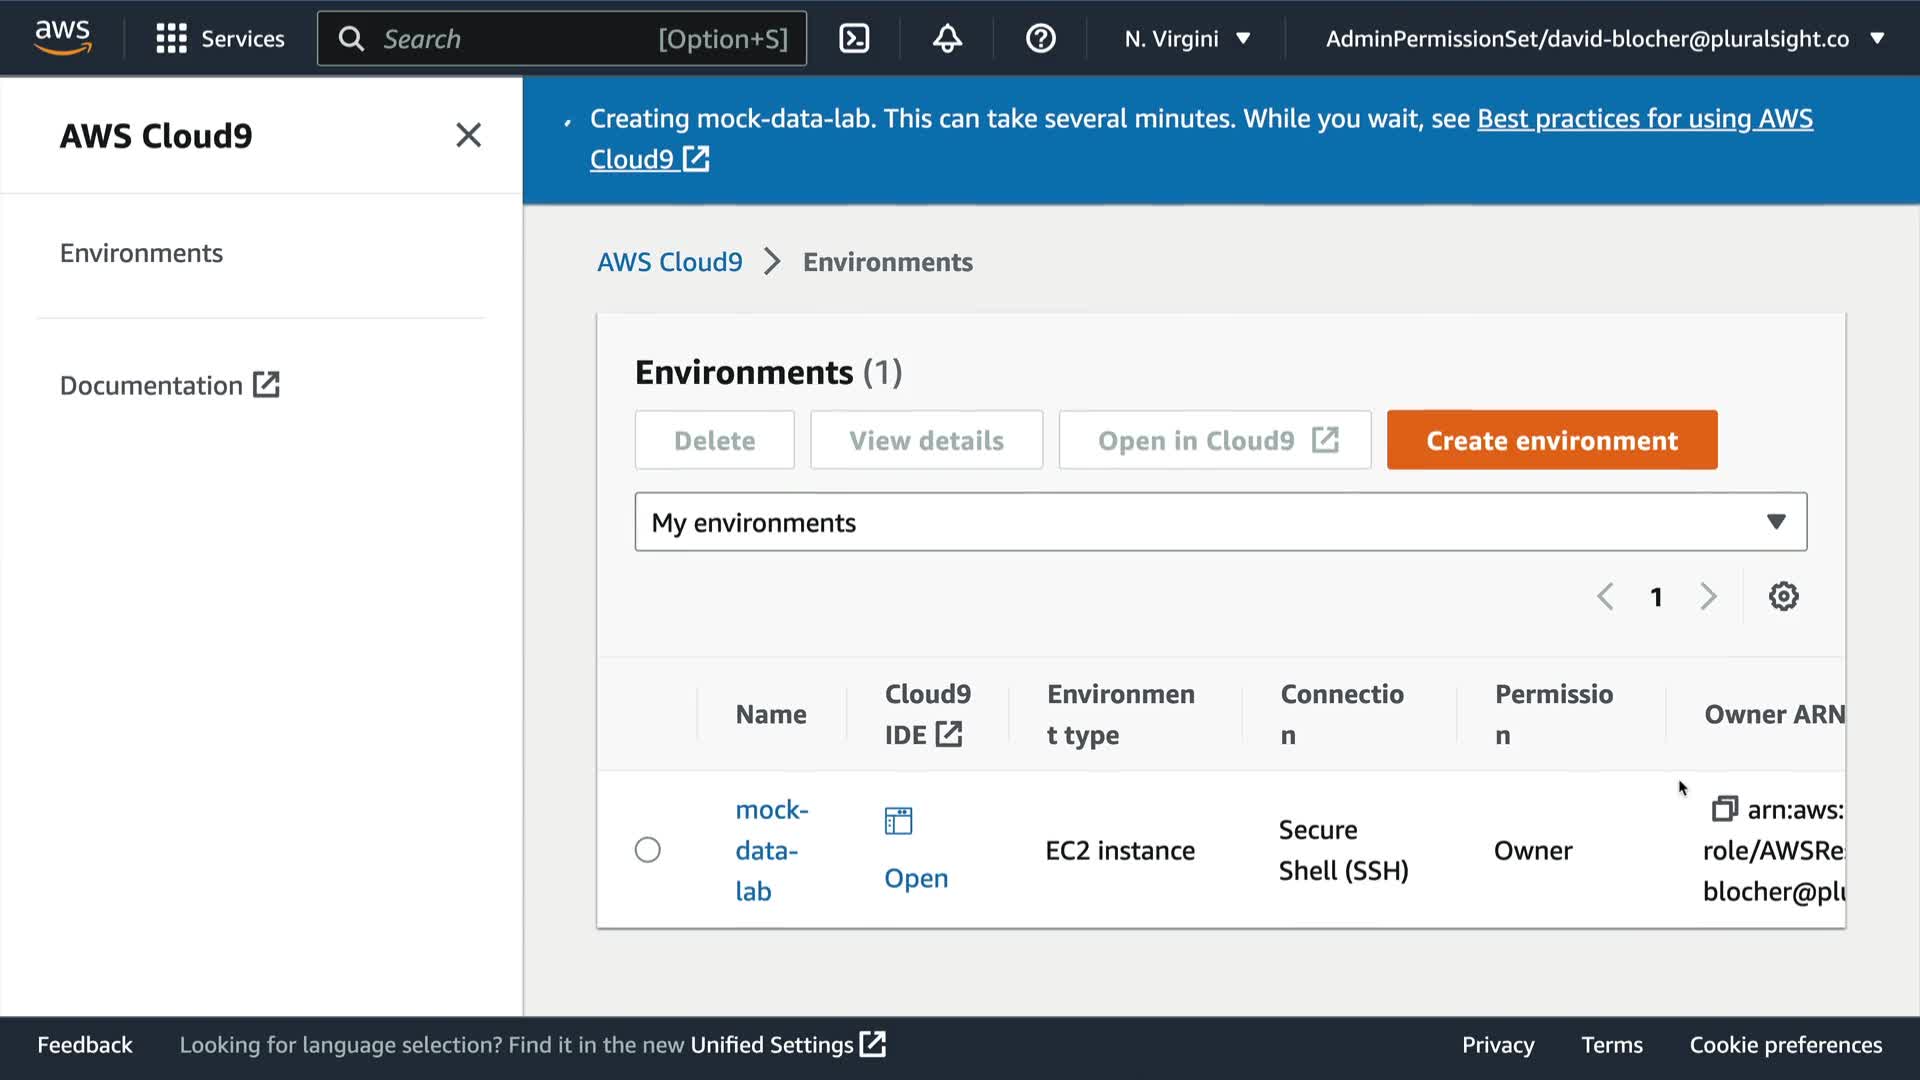 aws
Services
Search
[Option+S]
N. Virgini
AdminPermissionSet/david-blocher@pluralsight.co
AWS Cloud9
Environments
Documentation
Creating mock-data-lab. This can take several minutes. While you wait, see Best practices for using AWS
Cloud9
AWS Cloud9
Environments
Environments (1)
Delete
View details
Open in Cloud9
Create environment
My environments
1
Name
Cloud9
IDE
Environmen
t type
Connectio
n
Permissio
n
Owner ARN
mock-
data-
lab
Open
EC2 instance
Secure
Shell (SSH)
Owner
arn:aws:
role/AWSRe
blocher@plu
Feedback
Looking for language selection? Find it in the new Unified Settings
Privacy
Terms
Cookie preferences